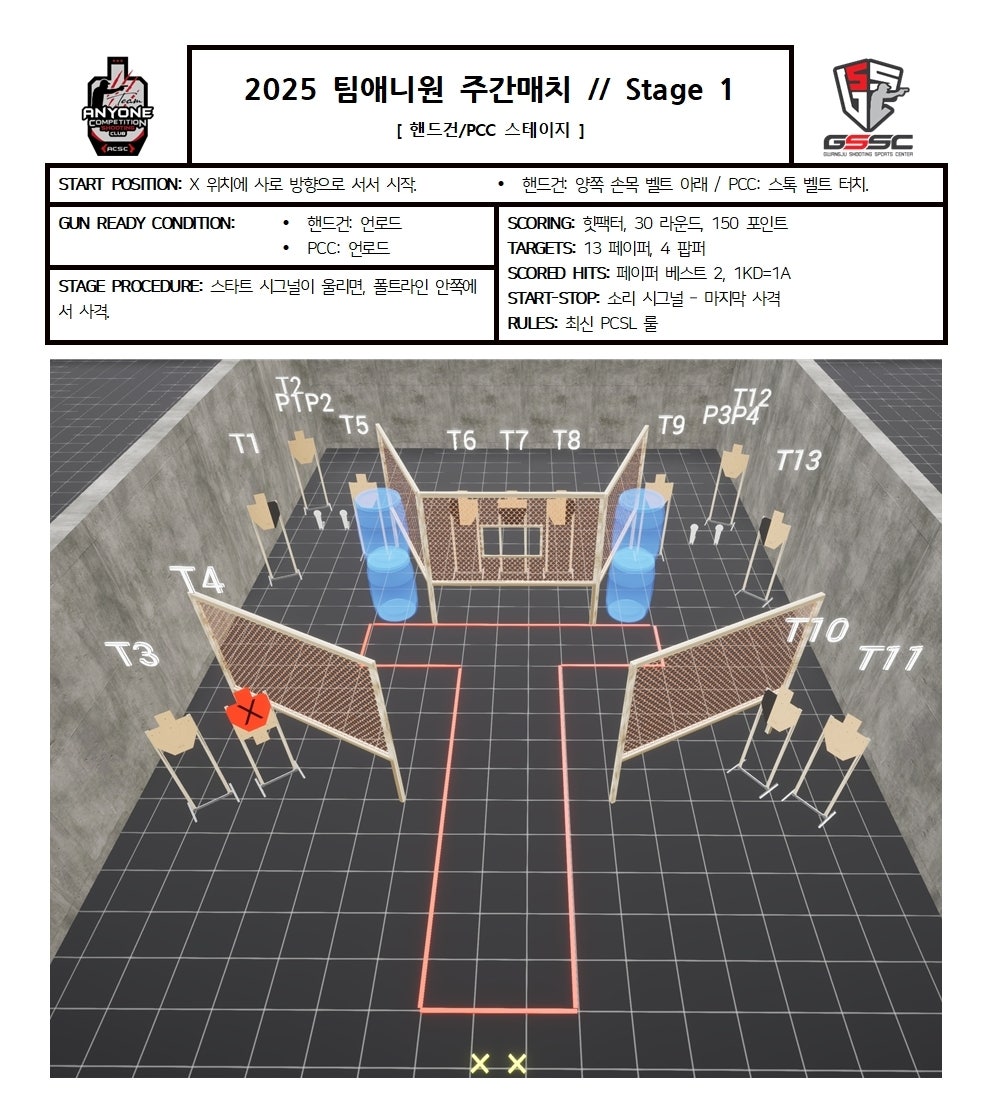 2025 팀애니원 주간매치 // Stage 1
[ 핸드건/PCC 스테이지 ]
Team
ANYONE
COMPETITION
SHOOTING
CLUB
ACSC
GSSC
GWANGJU SHOOTING SPORTS CENTER
START POSITION: X 위치에 사로 방향으로 서서 시작.
• 핸드건: 양쪽 손목 벨트 아래 / PCC: 스톡 벨트 터치.
GUN READY CONDITION:
• 핸드건: 언로드
• PCC: 언로드
STAGE PROCEDURE: 스타트 시그널이 울리면, 폴트라인 안쪽에
서 사격.
SCORING: 힛팩터, 30 라운드, 150 포인트
TARGETS: 13 페이퍼, 4 팝퍼
SCORED HITS: 페이퍼 베스트 2, 1KD=1A
START-STOP: 소리 시그널 - 마지막 사격
RULES: 최신 PCSL 룰
T2
P1P2
T1
T5
T6 T7 T8
T9
T12
P3P4
T13
T4
T3
T10
T11
X X